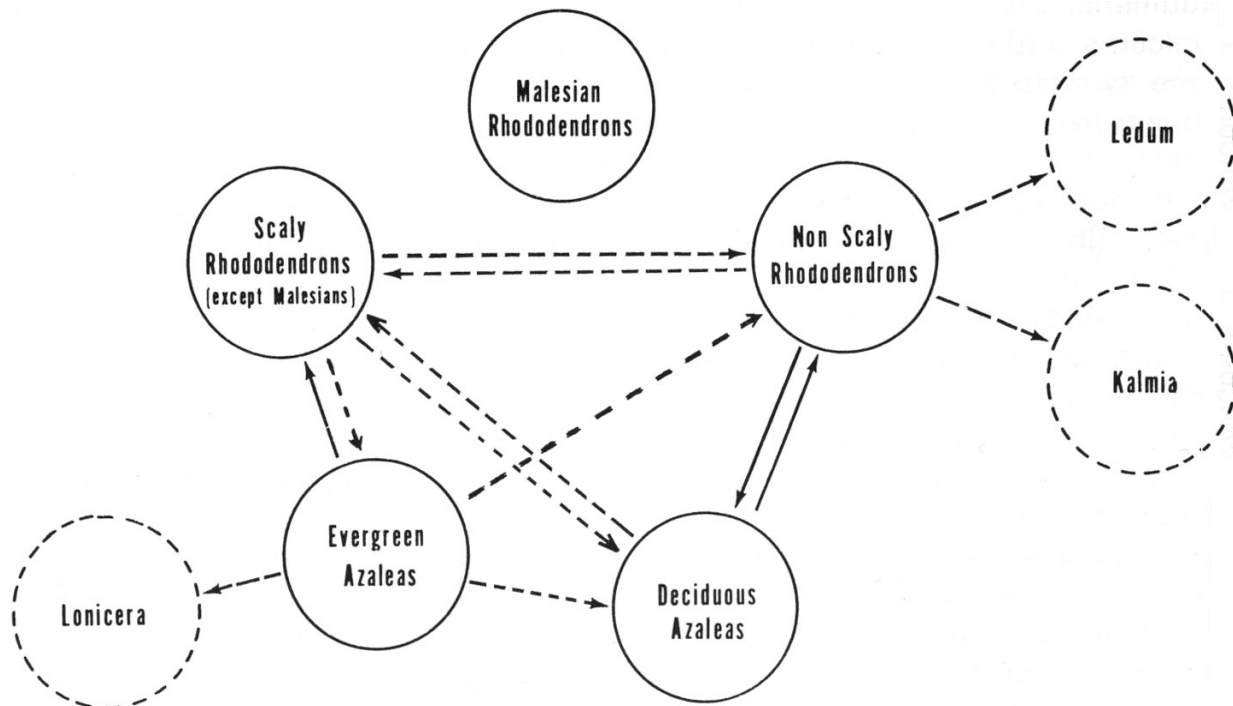 Malesian
Rhododendrons
Ledum
Scaly
Rhododendrons
(except Malesians)
Non Scaly
Rhododendrons
Kalmia
Evergreen
Azaleas
Lonicera
Deciduous
Azaleas